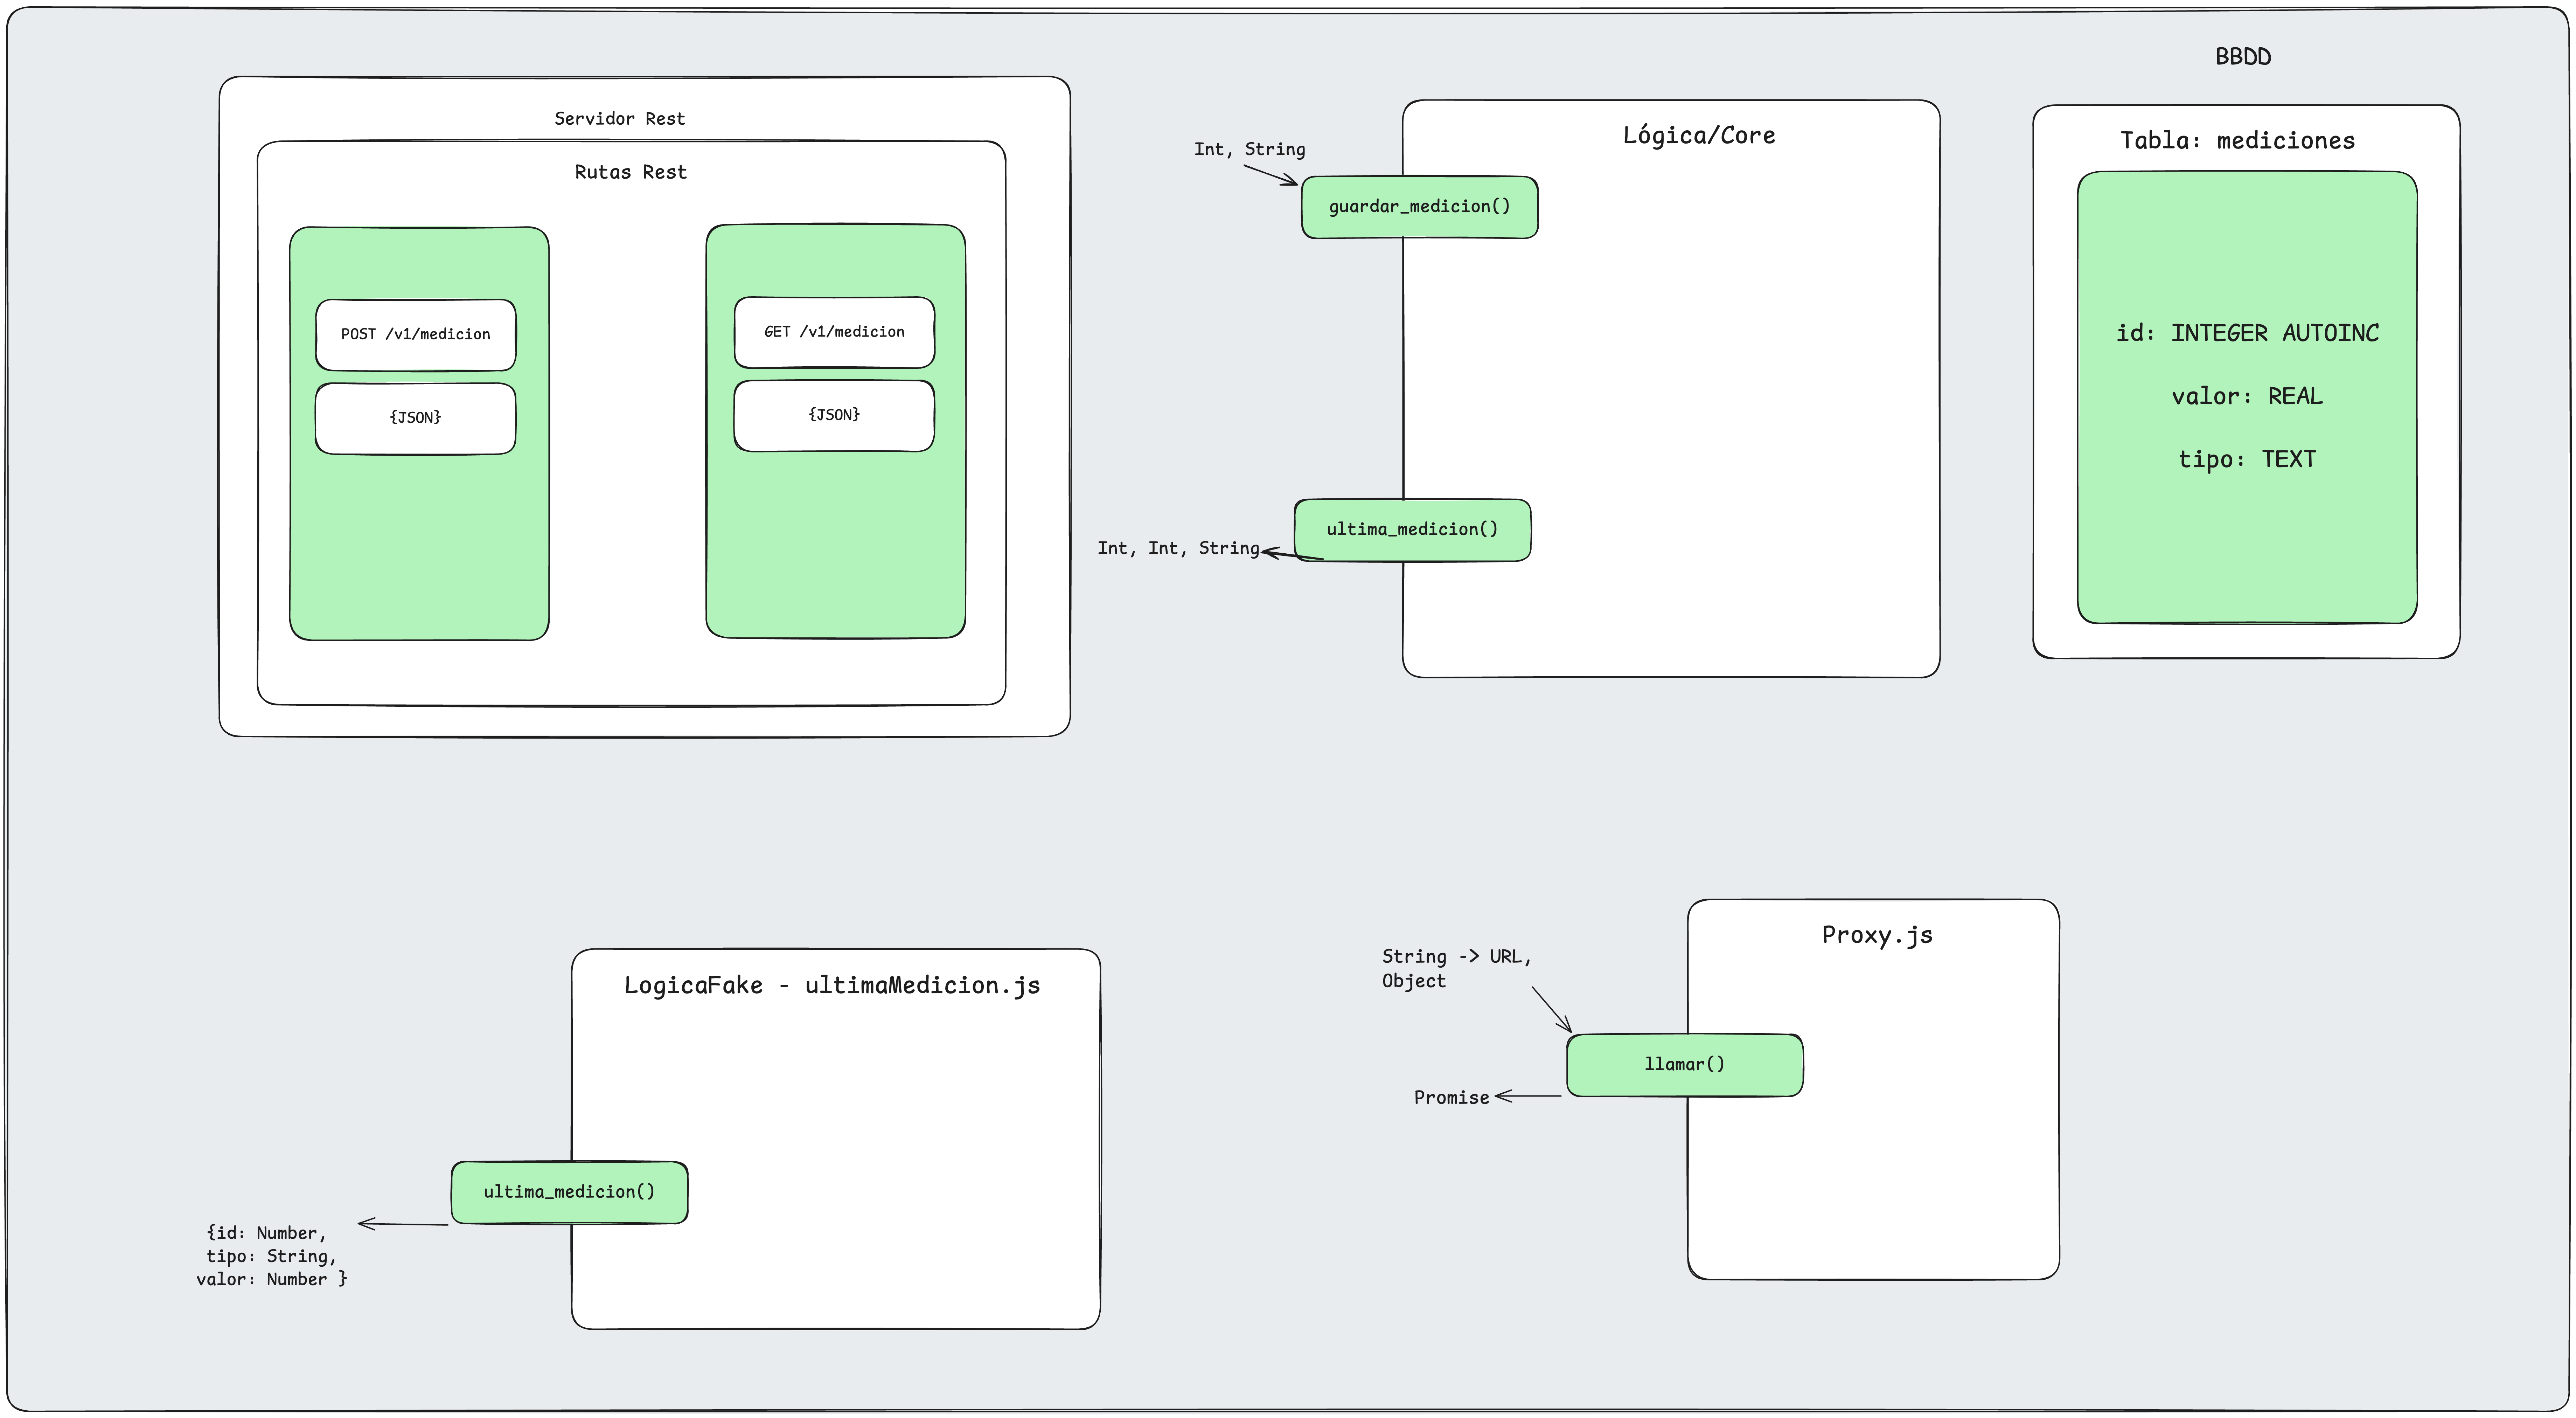 BBDD
Servidor Rest
Rutas Rest
POST /v1/medicion
{JSON}
GET /v1/medicion
{JSON}
Lógica/Core
Int, String
guardar_medicion()
ultima_medicion()
Int, Int, String
Tabla: mediciones
id: INTEGER AUTOINC
valor: REAL
tipo: TEXT
LogicaFake - ultimaMedicion.js
ultima_medicion()
{id: Number,
tipo: String,
valor: Number }
Proxy.js
String -> URL,
Object
llamar()
Promise